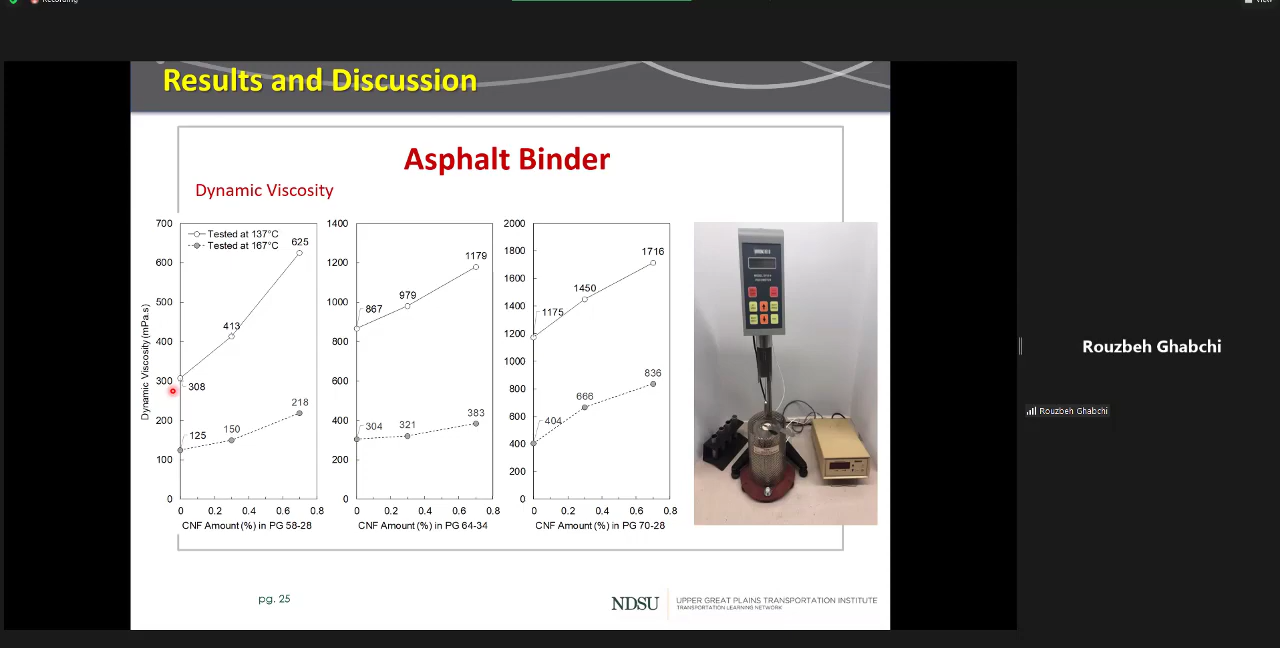 Recording
View
Results and Discussion
Asphalt Binder
Dynamic Viscosity
Dynamic Viscosity (mPa.s)
700
600
500
400
300
200
100
0
Tested at 137°C
Tested at 167°C
625
413
308
218
150
125
0 0.2 0.4 0.6 0.8
CNF Amount (%) in PG 58-28
1400
1200
1000
800
600
400
200
0
1179
979
867
383
321
304
0 0.2 0.4 0.6 0.8
CNF Amount (%) in PG 64-34
2000
1800
1600
1400
1200
1000
800
600
400
200
0
1716
1450
1175
836
666
404
0 0.2 0.4 0.6 0.8
CNF Amount (%) in PG 70-28
pg. 25
NDSU
UPPER GREAT PLAINS TRANSPORTATION INSTITUTE
TRANSPORTATION LEARNING NETWORK
Rouzbeh Ghabchi
Rouzbeh Ghabchi